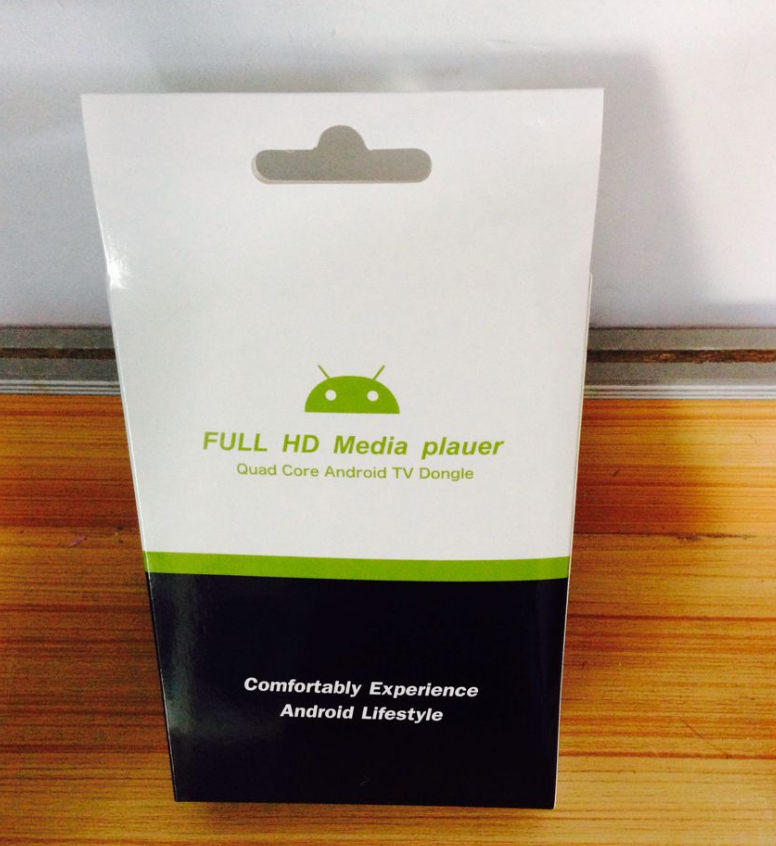 FULL HD Media plauer
Quad Core Android TV Dongle
Comfortably Experience
Android Lifestyle